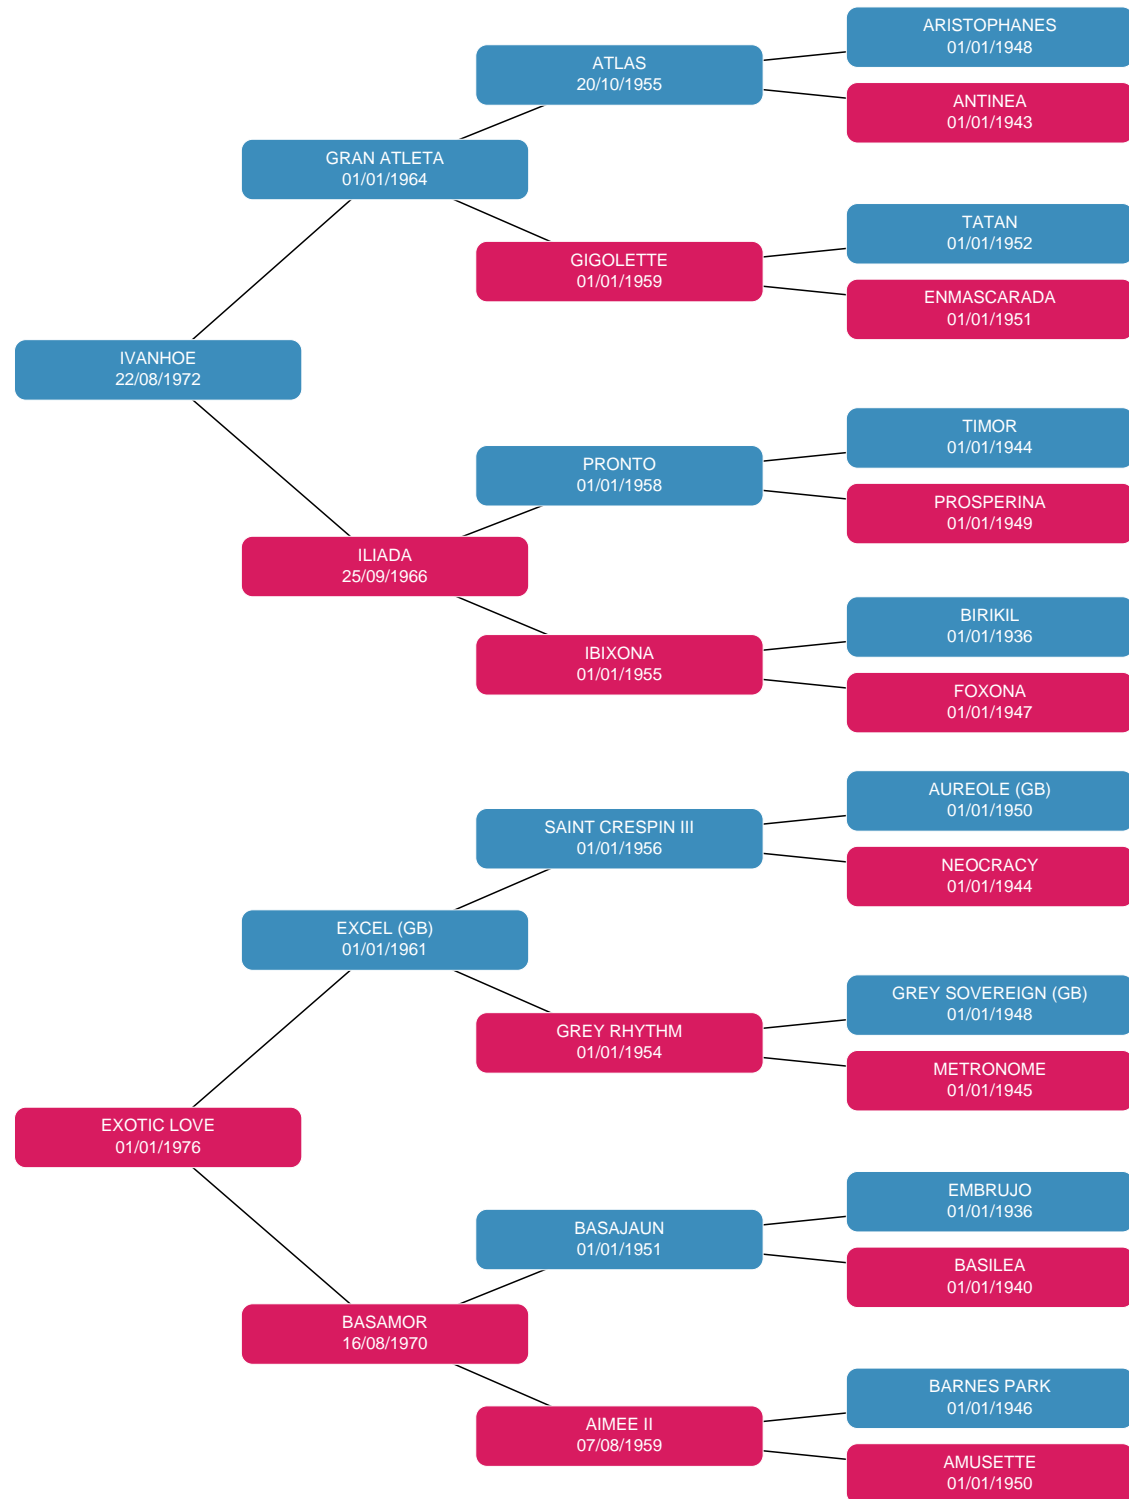 ARISTOPHANES
01/01/1948
ATLAS
20/10/1955
ANTINEA
01/01/1943
GRAN ATLETA
01/01/1964
TATAN
01/01/1952
GIGOLETTE
01/01/1959
ENMASCARADA
01/01/1951
IVANHOE
22/08/1972
TIMOR
01/01/1944
PRONTO
01/01/1958
PROSPERINA
01/01/1949
ILIADA
25/09/1966
BIRIKIL
01/01/1936
IBIXONA
01/01/1955
FOXONA
01/01/1947
AUREOLE (GB)
01/01/1950
SAINT CRESPIN III
01/01/1956
NEOCRACY
01/01/1944
EXCEL (GB)
01/01/1961
GREY SOVEREIGN (GB)
01/01/1948
GREY RHYTHM
01/01/1954
METRONOME
01/01/1945
EXOTIC LOVE
01/01/1976
EMBRUJO
01/01/1936
BASAJAUN
01/01/1951
BASILEA
01/01/1940
BASAMOR
16/08/1970
BARNES PARK
01/01/1946
AIMEE II
07/08/1959
AMUSETTE
01/01/1950